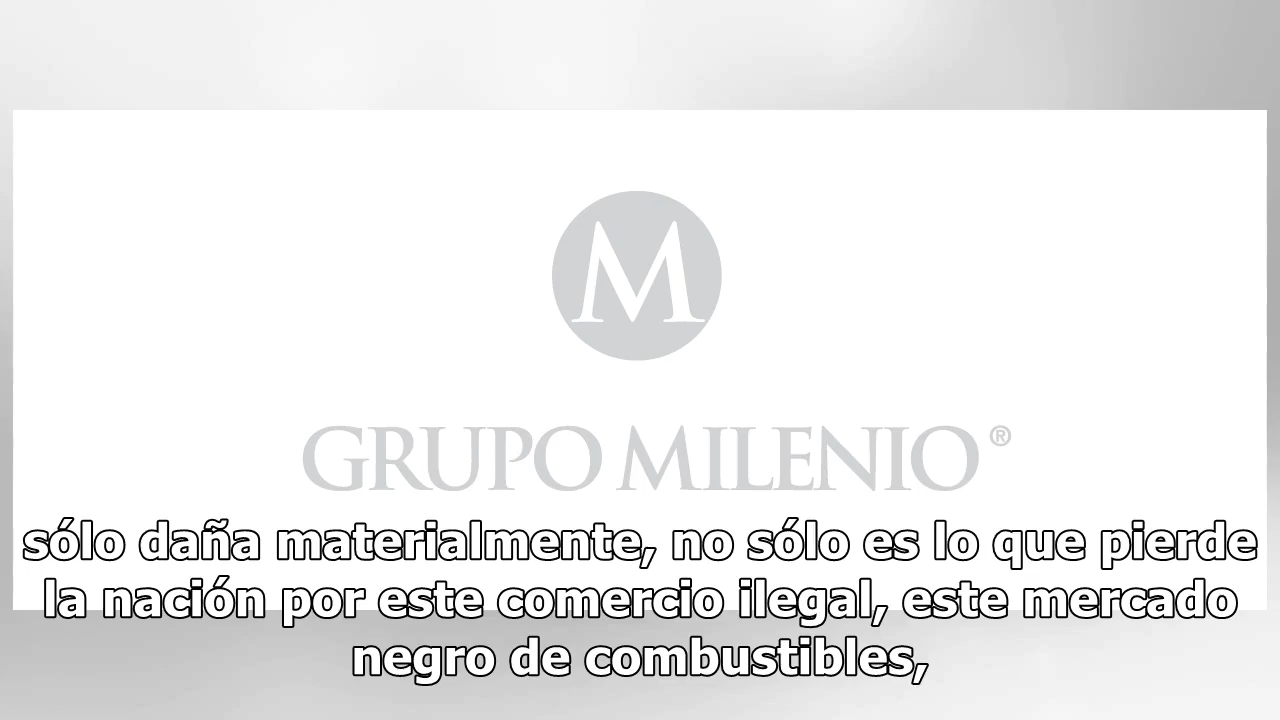 M
GRUPO MILENIO®
sólo daña materialmente, no sólo es lo que pierde
la nación por este comercio ilegal, este mercado
negro de combustibles,